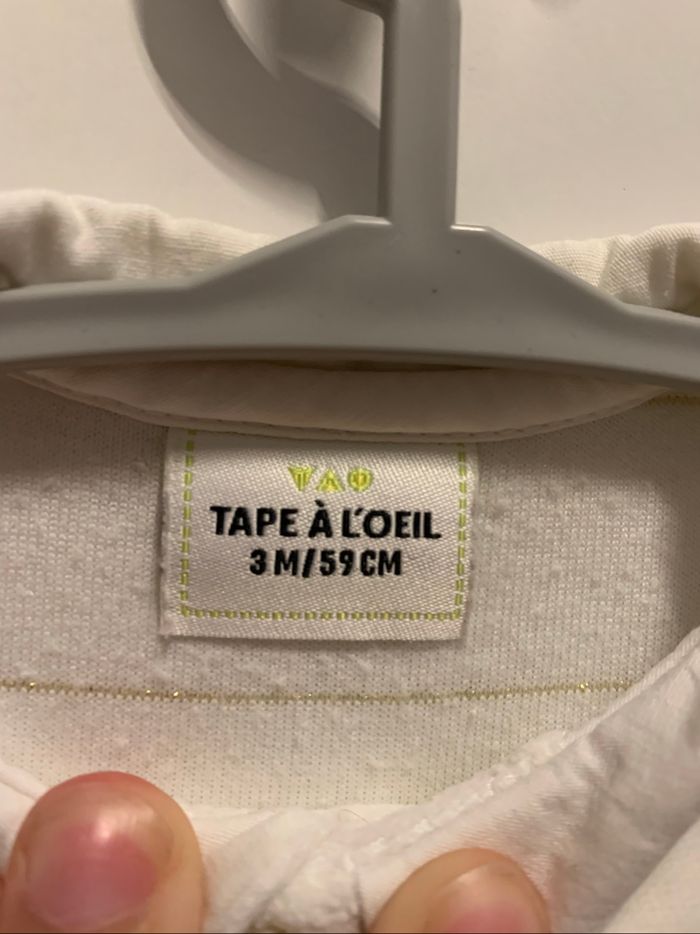 TAO
TAPE À L'OEIL
3M/59CM